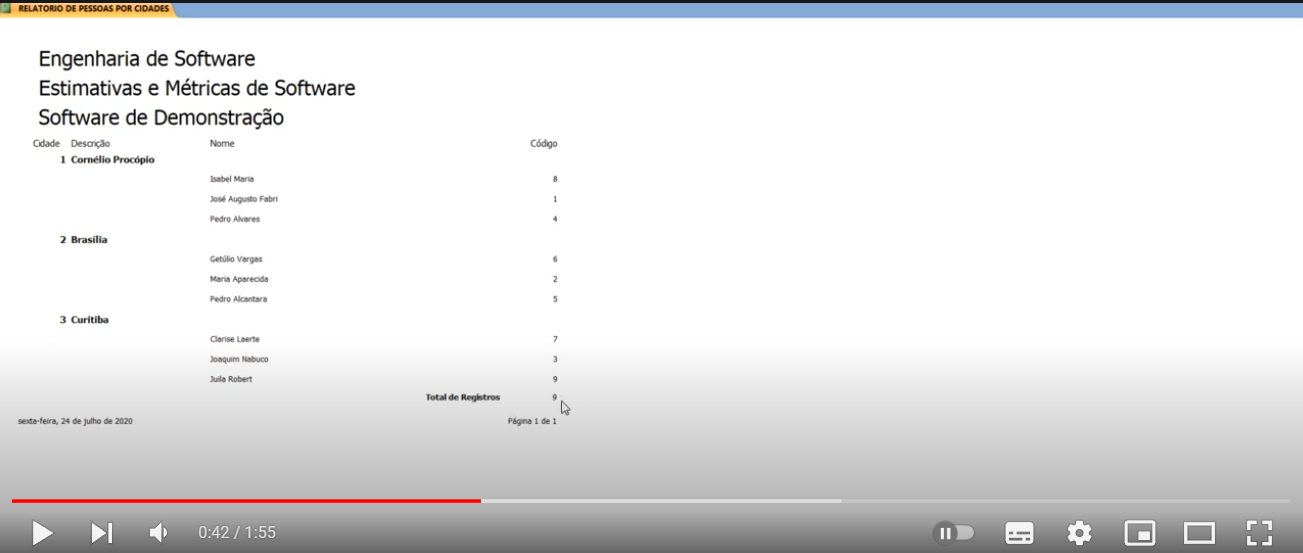 RELATORIO DE PESSOAS POR CIDADES
Engenharia de Software
Estimativas e Métricas de Software
Software de Demonstração
Cidade Descrição Nome Código
1 Cornélio Procópio
Isabel Maria 8
José Augusto Fabri 1
Pedro Alvares 4
2 Brasília
Getúlio Vargas 6
Maria Aparecida 2
Pedro Alcantara 5
3 Curitiba
Clarise Laerte 7
Joaquim Nabuco 3
Juila Robert 9
Total de Registros 9
sexta-feira, 24 de julho de 2020 Página 1 de 1
0:42 / 1:55